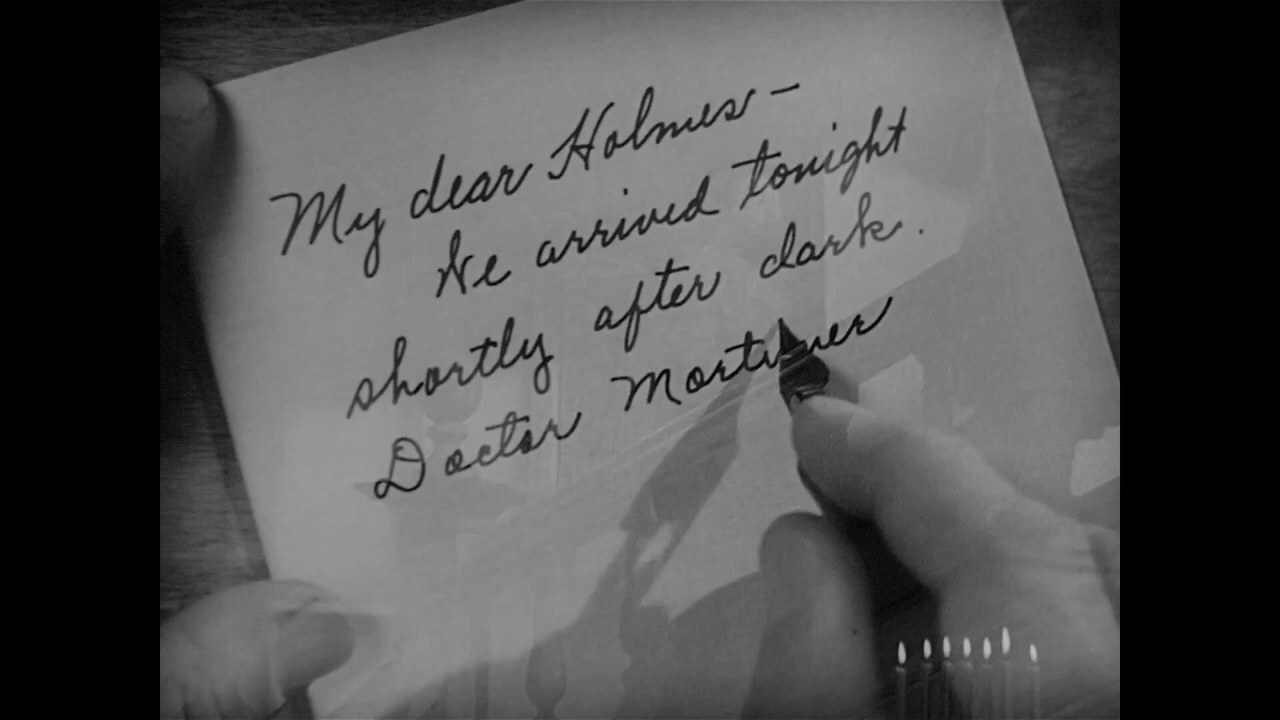 My dear Holmes –
We arrived tonight
shortly after dark.
Doctor Mortimer